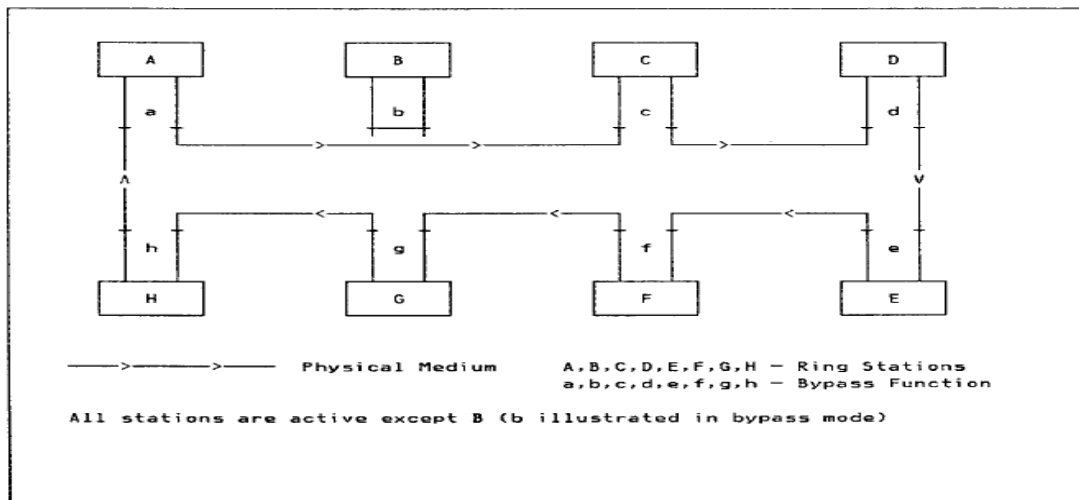 A B C D
a b c d
h g f e
H G F E
Physical Medium
A,B,C,D,E,F,G,H — Ring Stations
a,b,c,d,e,f,g,h — Bypass Function
All stations are active except B (b illustrated in bypass mode)